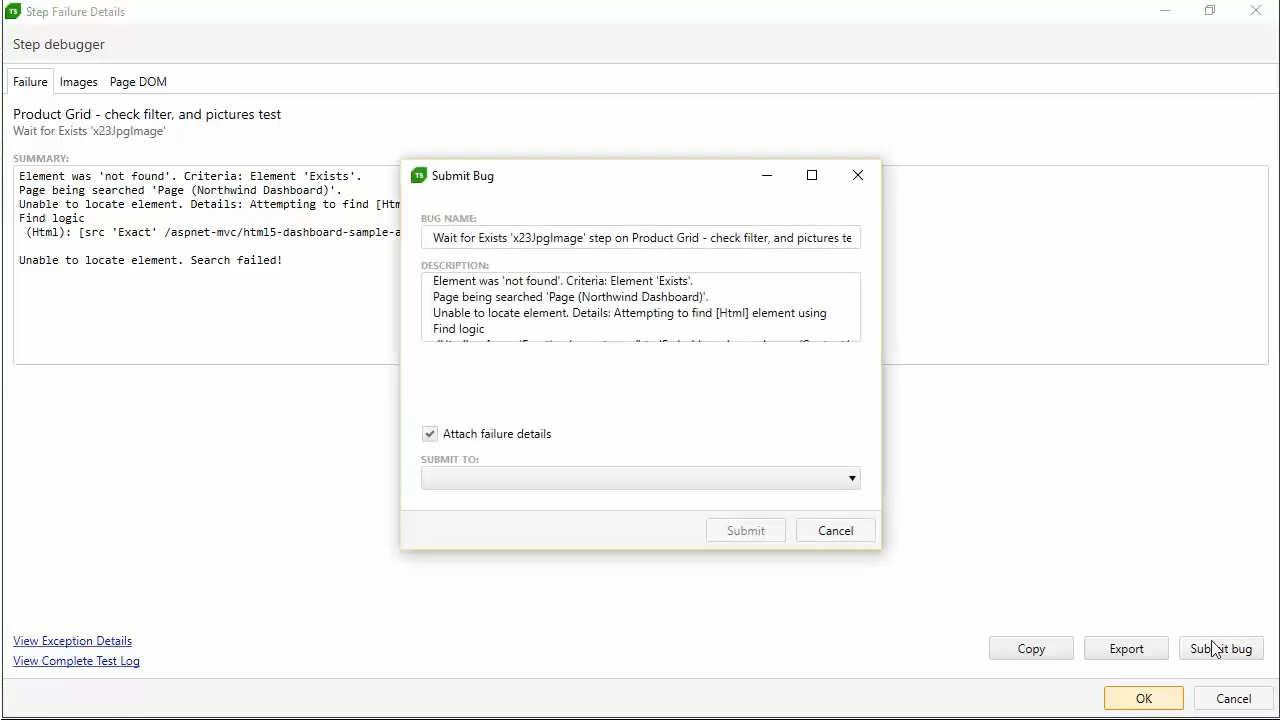 TS Step Failure Details
Step debugger
Failure Images Page DOM
Product Grid - check filter, and pictures test
Wait for Exists 'x23JpgImage'
SUMMARY:
Element was 'not found'. Criteria: Element 'Exists'.
Page being searched 'Page (Northwind Dashboard)'.
Unable to locate element. Details: Attempting to find [Htm
Find logic
(Html): [src 'Exact' /aspnet-mvc/html5-dashboard-sample-a
Unable to locate element. Search failed!
TS Submit Bug
BUG NAME:
Wait for Exists 'x23JpgImage' step on Product Grid - check filter, and pictures te
DESCRIPTION:
Element was 'not found'. Criteria: Element 'Exists'.
Page being searched 'Page (Northwind Dashboard)'.
Unable to locate element. Details: Attempting to find [Html] element using
Find logic
Attach failure details
SUBMIT TO:
Submit Cancel
View Exception Details
View Complete Test Log
Copy Export Submit bug
OK Cancel